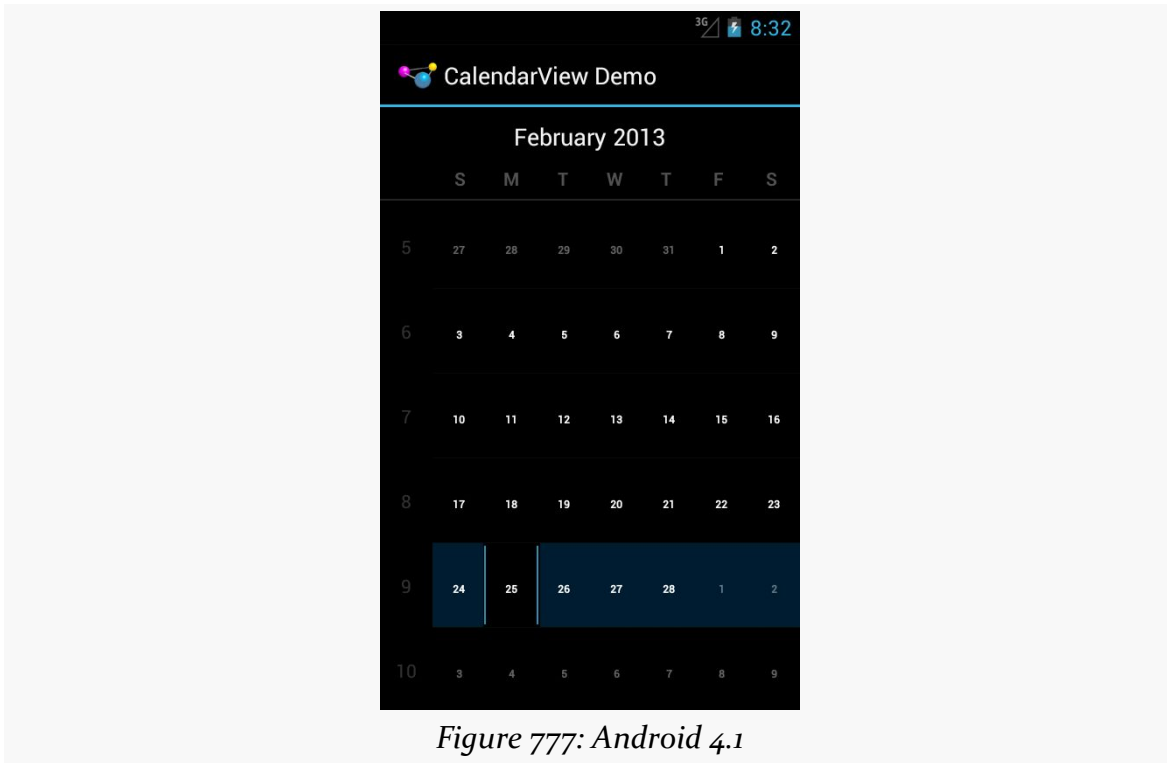 3G 8:32
CalendarView Demo
February 2013
S M T W T F S
5 27 28 29 30 31 1 2
6 3 4 5 6 7 8 9
7 10 11 12 13 14 15 16
8 17 18 19 20 21 22 23
9 24 25 26 27 28 1 2
10 3 4 5 6 7 8 9
Figure 777: Android 4.1